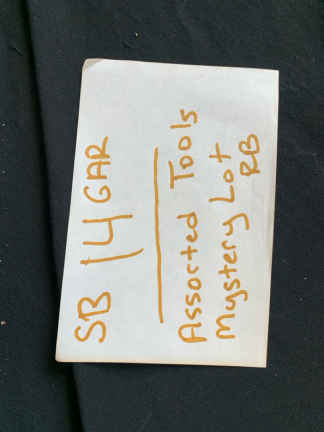 SB 14 GAR
Assorted Tools
Mystery Lot
RB